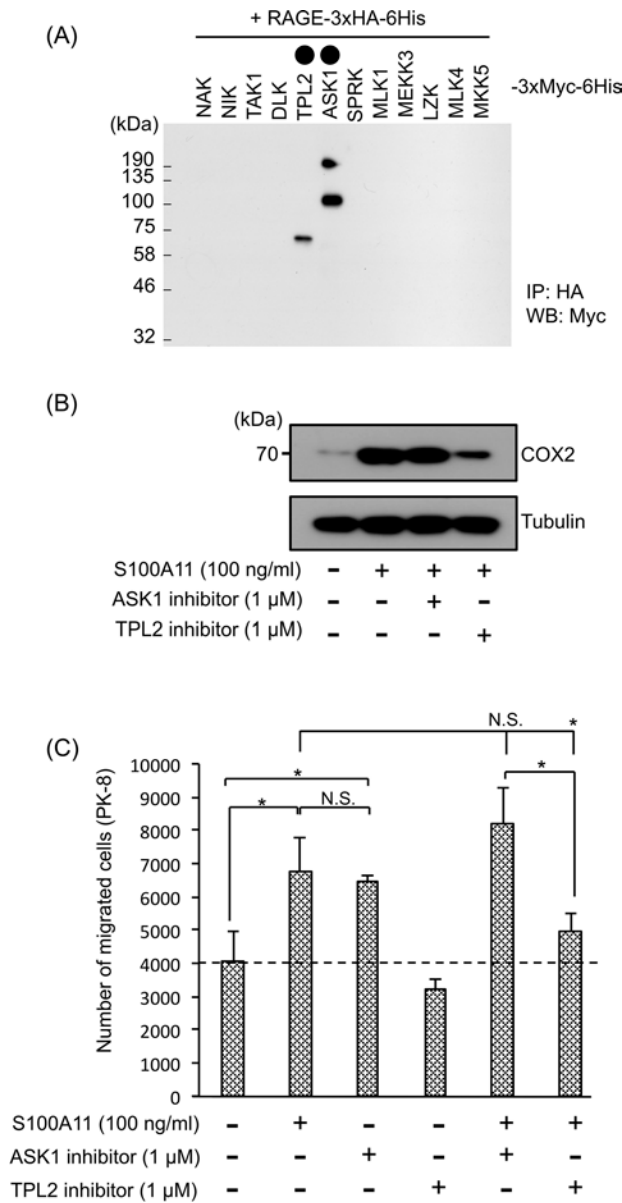 (A)
+ RAGE-3xHA-6His
NAK NIK TAK1 DLK TPL2 ASK1 SPRK MLK1 MEKK3 LZK MLK4 MKK5 -3xMyc-6His
(kDa)
190
135
100
75
58
46
32
IP: HA
WB: Myc
(B)
(kDa)
70 COX2
Tubulin
S100A11 (100 ng/ml) - + + +
ASK1 inhibitor (1 µM) - - + -
TPL2 inhibitor (1 µM) - - - +
(C)
N.S. *
* *
* N.S.
Number of migrated cells (PK-8)
10000
9000
8000
7000
6000
5000
4000
3000
2000
1000
0
S100A11 (100 ng/ml) - + - - + +
ASK1 inhibitor (1 µM) - - + - + -
TPL2 inhibitor (1 µM) - - - + - +